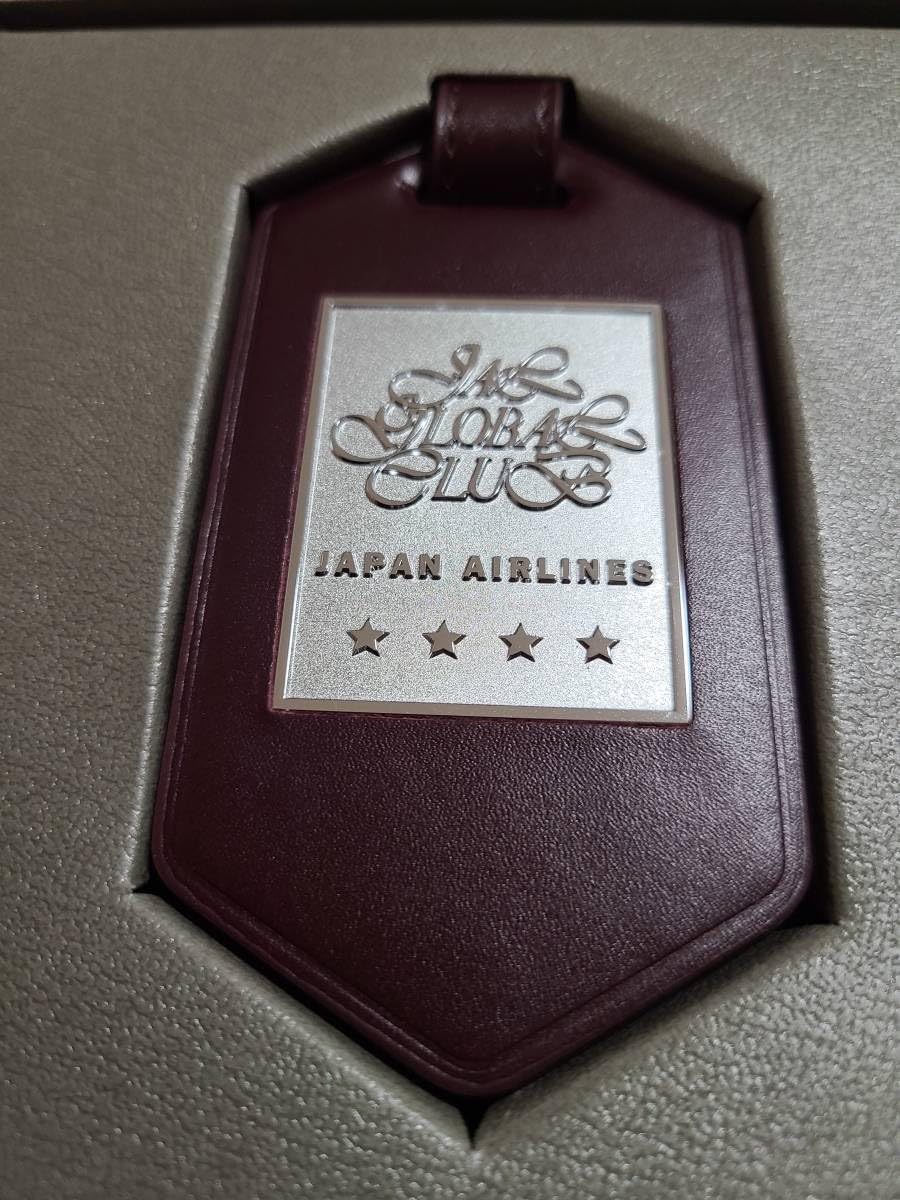 JAL
GLOBAL
CLUB
JAPAN AIRLINES
★ ★ ★ ★